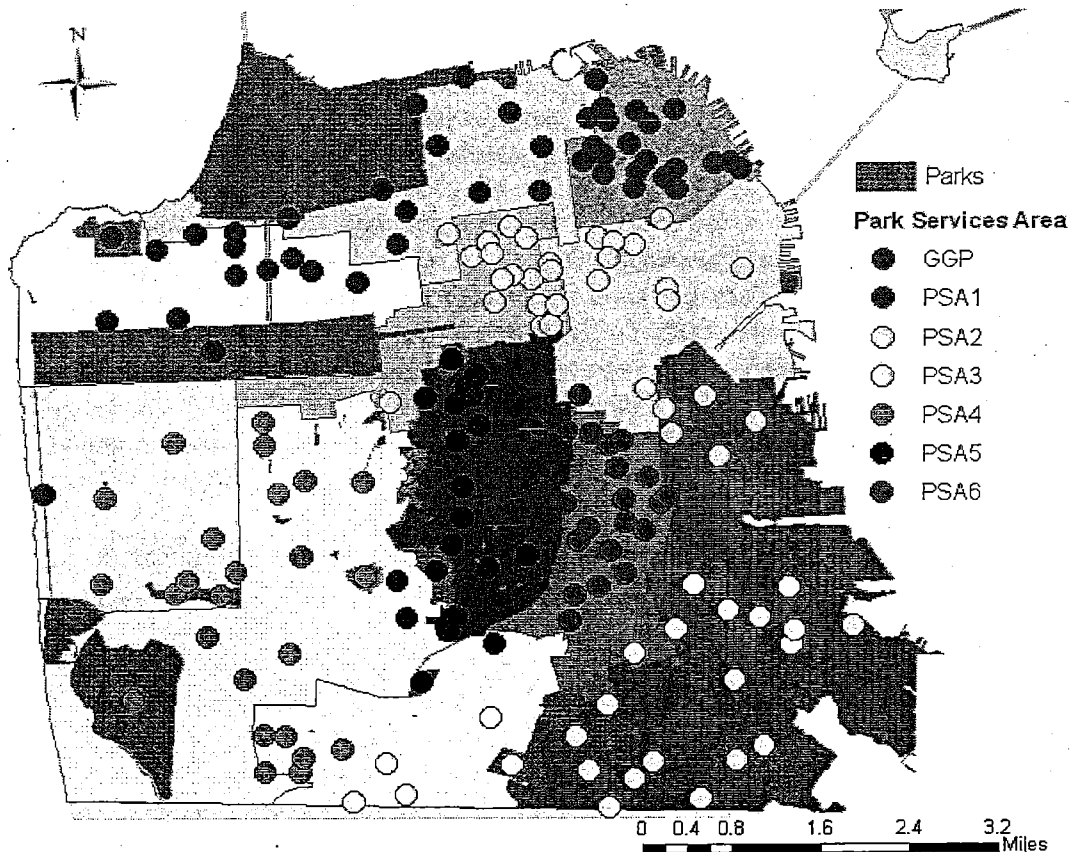 N
Parks
Park Services Area
GGP
PSA1
PSA2
PSA3
PSA4
PSA5
PSA6
0 0.4 0.8 1.6 2.4 3.2
Miles